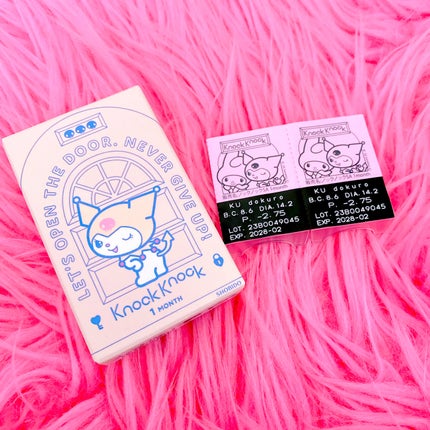 LET'S OPEN THE DOOR. NEVER GIVE UP!
KnockKnock
1 MONTH
SHOBIDO
KnockKnock
KU dokuro
B.C. 8.6 DIA. 14.2
P. -2.75
LOT. 23B0049045
EXP. 2028-02
KnockKnock
KU dokuro
B.C. 8.6 DIA. 14.2
P. -2.75
LOT. 23B0049045
EXP. 2028-02